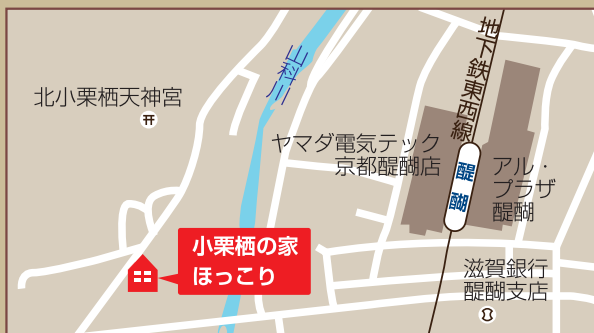 地下鉄東西線
山科川
北小栗栖天神宮
ヤマダ電気テック
京都醍醐店
醍醐
アル・
プラザ
醍醐
小栗栖の家
ほっこり
滋賀銀行
醍醐支店